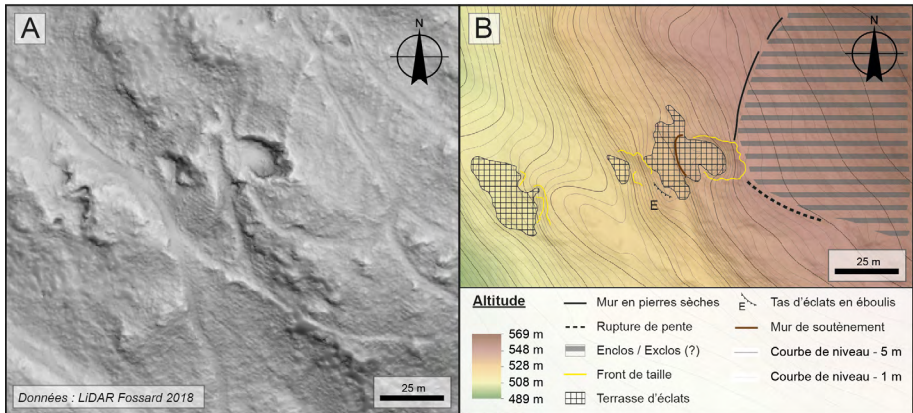 A
N
25 m
Données : LiDAR Fossard 2018
B
N
E
25 m
Altitude
569 m
548 m
528 m
508 m
489 m
Mur en pierres sèches
Rupture de pente
Enclos / Exclos (?)
Front de taille
Terrasse d'éclats
E
Tas d'éclats en éboulis
Mur de soutènement
Courbe de niveau - 5 m
Courbe de niveau - 1 m